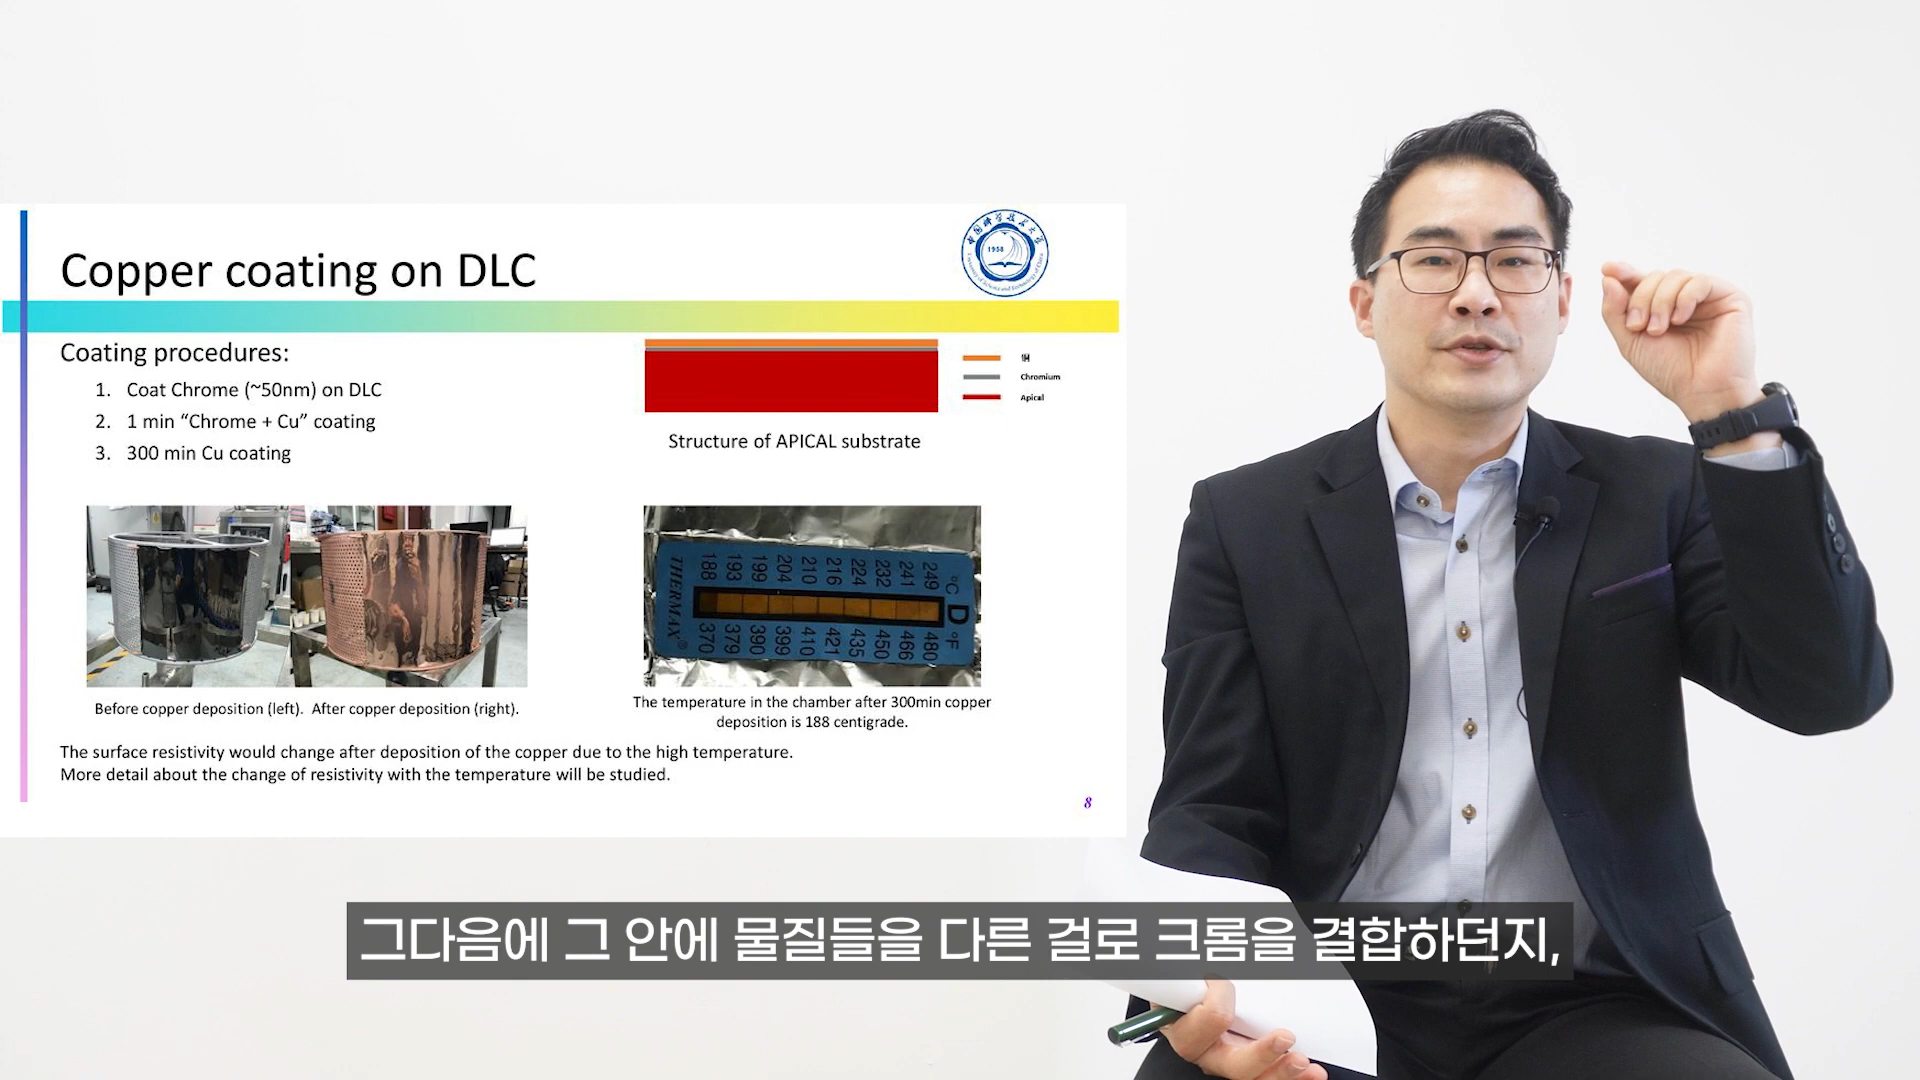 Copper coating on DLC
1958
Coating procedures:
1. Coat Chrome (~50nm) on DLC
2. 1 min “Chrome + Cu” coating
3. 300 min Cu coating
铜
Chromium
Apical
Structure of APICAL substrate
188 193 199 204 210 216 224 232 241 249 °C
THERMAX® D
370 379 390 399 410 421 435 450 466 480 °F
Before copper deposition (left). After copper deposition (right).
The temperature in the chamber after 300min copper
deposition is 188 centigrade.
The surface resistivity would change after deposition of the copper due to the high temperature.
More detail about the change of resistivity with the temperature will be studied.
8
그다음에 그 안에 물질들을 다른 걸로 크롬을 결합하던지,